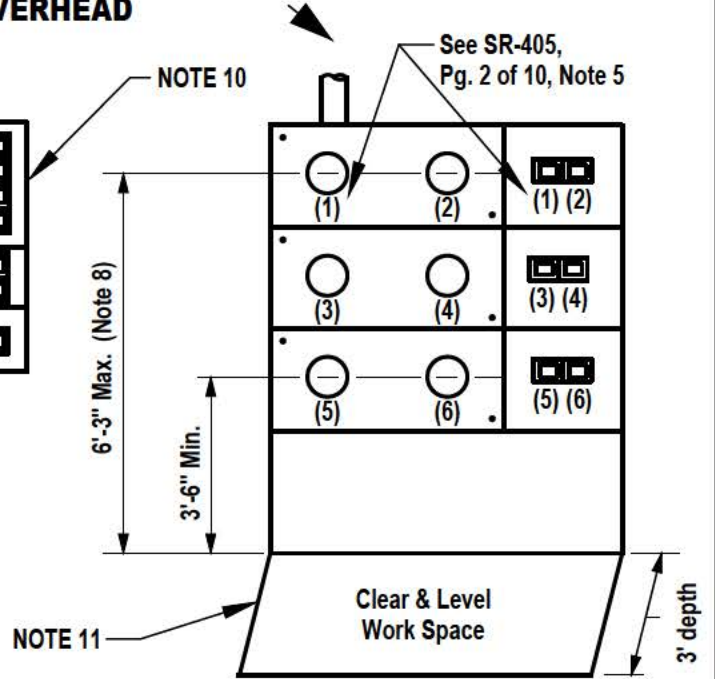 VERHEAD
See SR-405,
Pg. 2 of 10, Note 5
NOTE 10
(1) (2) (1) (2)
(3) (4) (3) (4)
(5) (6) (5) (6)
6'-3" Max. (Note 8)
3'-6" Min.
Clear & Level
Work Space
NOTE 11
3' depth